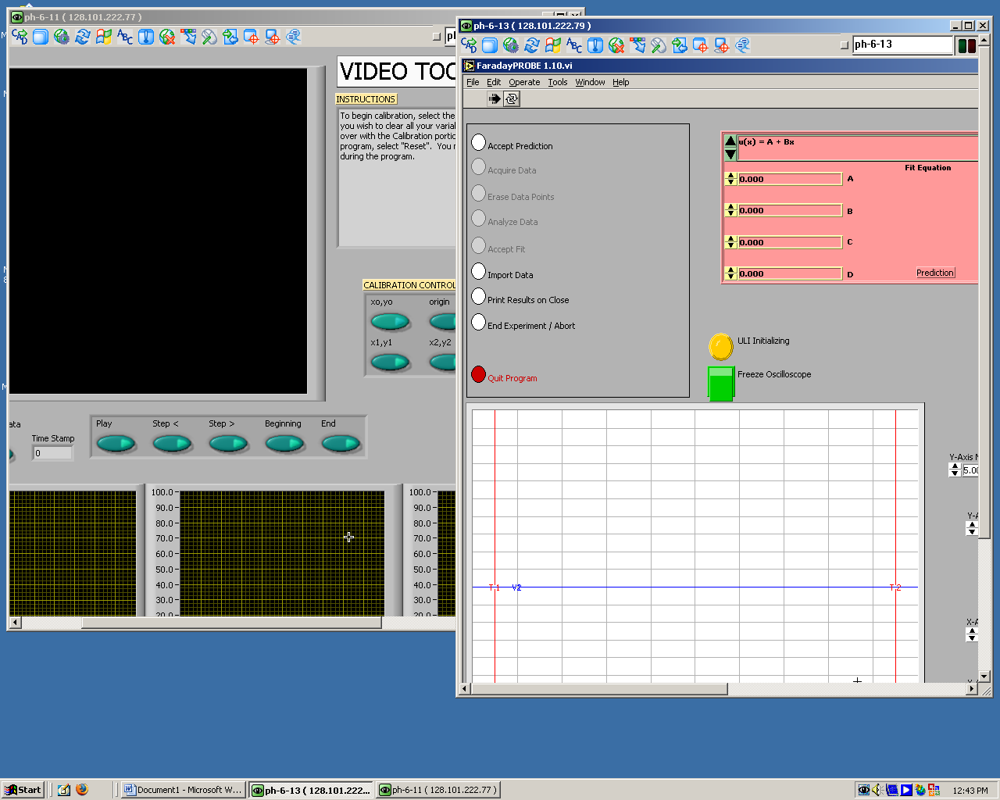 ph-6-11 ( 128.101.222.77 )
VIDEO TOO
INSTRUCTIONS
To begin calibration, select the
you wish to clear all your varial
over with the Calibration portio
program, select "Reset". You
during the program.
CALIBRATION CONTROL
xo,yo
origin
x1,y1
x2,y2
ata
Time Stamp
0
Play
Step <
Step >
Beginning
End
100.0
90.0
80.0
70.0
60.0
50.0
40.0
30.0
20.0
100.0
90.0
80.0
70.0
60.0
50.0
40.0
30.0
20.0
ph-6-13 ( 128.101.222.79 )
ph-6-13
FaradayPROBE 1.10.vi
File Edit Operate Tools Window Help
Accept Prediction
Acquire Data
Erase Data Points
Analyze Data
Accept Fit
Import Data
Print Results on Close
End Experiment / Abort
Quit Program
u(x) = A + Bx
Fit Equation
0.000 A
0.000 B
0.000 C
0.000 D
Prediction
ULI Initializing
Freeze Oscilloscope
T.1
T.2
Y-Axis
5.00
Y-A
X-A
Start
Document1 - Microsoft W...
ph-6-13 ( 128.101.222...
ph-6-11 ( 128.101.222.77 )
12:43 PM